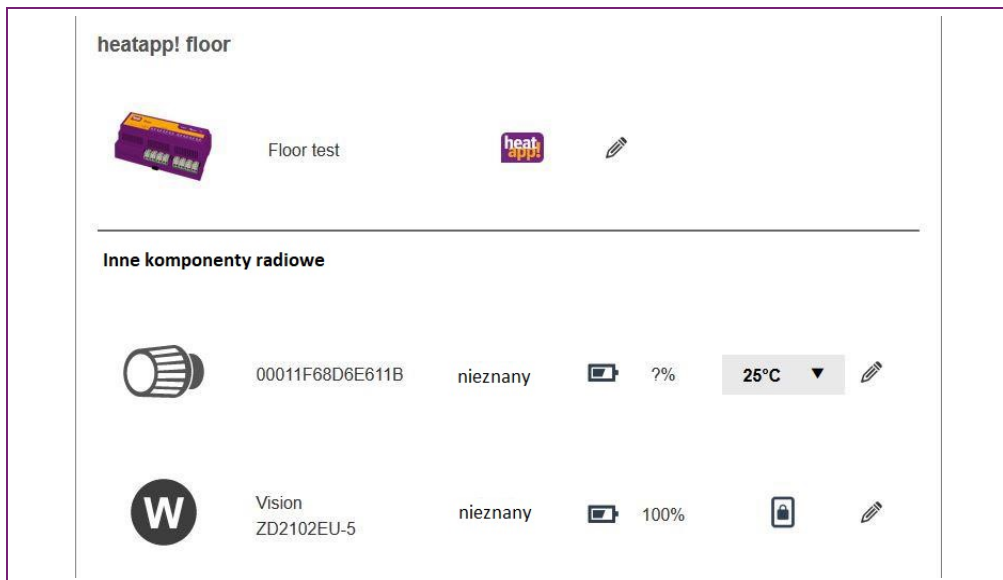 heatapp! floor
Floor test
heat
app!
Inne komponenty radiowe
00011F68D6E611B
nieznany
?%
25°C
W
Vision
ZD2102EU-5
nieznany
100%